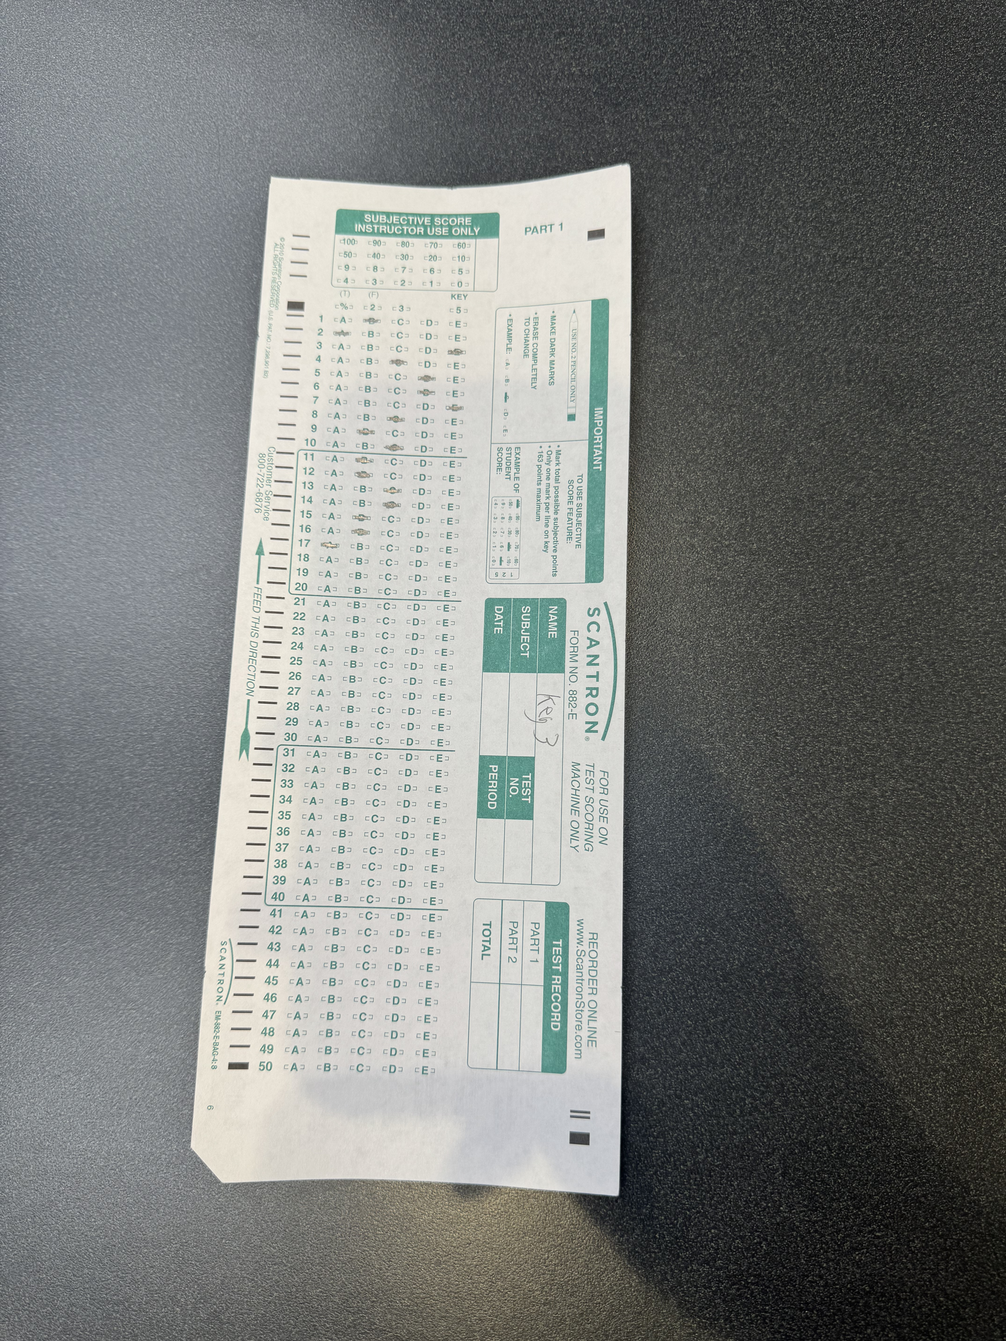 PART 1
SUBJECTIVE SCORE
INSTRUCTOR USE ONLY
100 90 80 70 60
50 40 30 20 10
9 8 7 6 5
4 3 2 1 0
(T) (F) KEY
% 2 3 5
1 A C D E
2 B C D E
3 A B C D
4 A B D E
5 A B C E
6 A B C E
7 A B C D
8 A B D E
9 A C D E
10 A B D E
11 A C D E
12 A C D E
13 A B D E
14 A B D E
15 A C D E
16 A C D E
17 B C D E
18 A B C D E
19 A B C D E
20 A B C D E
21 A B C D E
22 A B C D E
23 A B C D E
24 A B C D E
25 A B C D E
26 A B C D E
27 A B C D E
28 A B C D E
29 A B C D E
30 A B C D E
31 A B C D E
32 A B C D E
33 A B C D E
34 A B C D E
35 A B C D E
36 A B C D E
37 A B C D E
38 A B C D E
39 A B C D E
40 A B C D E
41 A B C D E
42 A B C D E
43 A B C D E
44 A B C D E
45 A B C D E
46 A B C D E
47 A B C D E
48 A B C D E
49 A B C D E
50 A B C D E
IMPORTANT
USE NO. 2 PENCIL ONLY
• MAKE DARK MARKS
• ERASE COMPLETELY
TO CHANGE
• EXAMPLE: A B D E
TO USE SUBJECTIVE
SCORE FEATURE:
• Mark total possible subjective points
• Only one mark per line on key
• 163 points maximum
EXAMPLE OF
STUDENT
SCORE:
SCANTRON®
FORM NO. 882-E
FOR USE ON
TEST SCORING
MACHINE ONLY
NAME Key 3
SUBJECT
TEST
NO.
DATE
PERIOD
REORDER ONLINE
www.ScantronStore.com
TEST RECORD
PART 1
PART 2
TOTAL
ALL RIGHTS RESERVED.
Customer Service
800-722-6876
FEED THIS DIRECTION
SCANTRON.
6